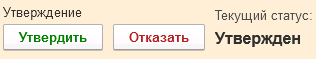 Утверждение
Утвердить Отказать
Текущий статус:
Утвержден